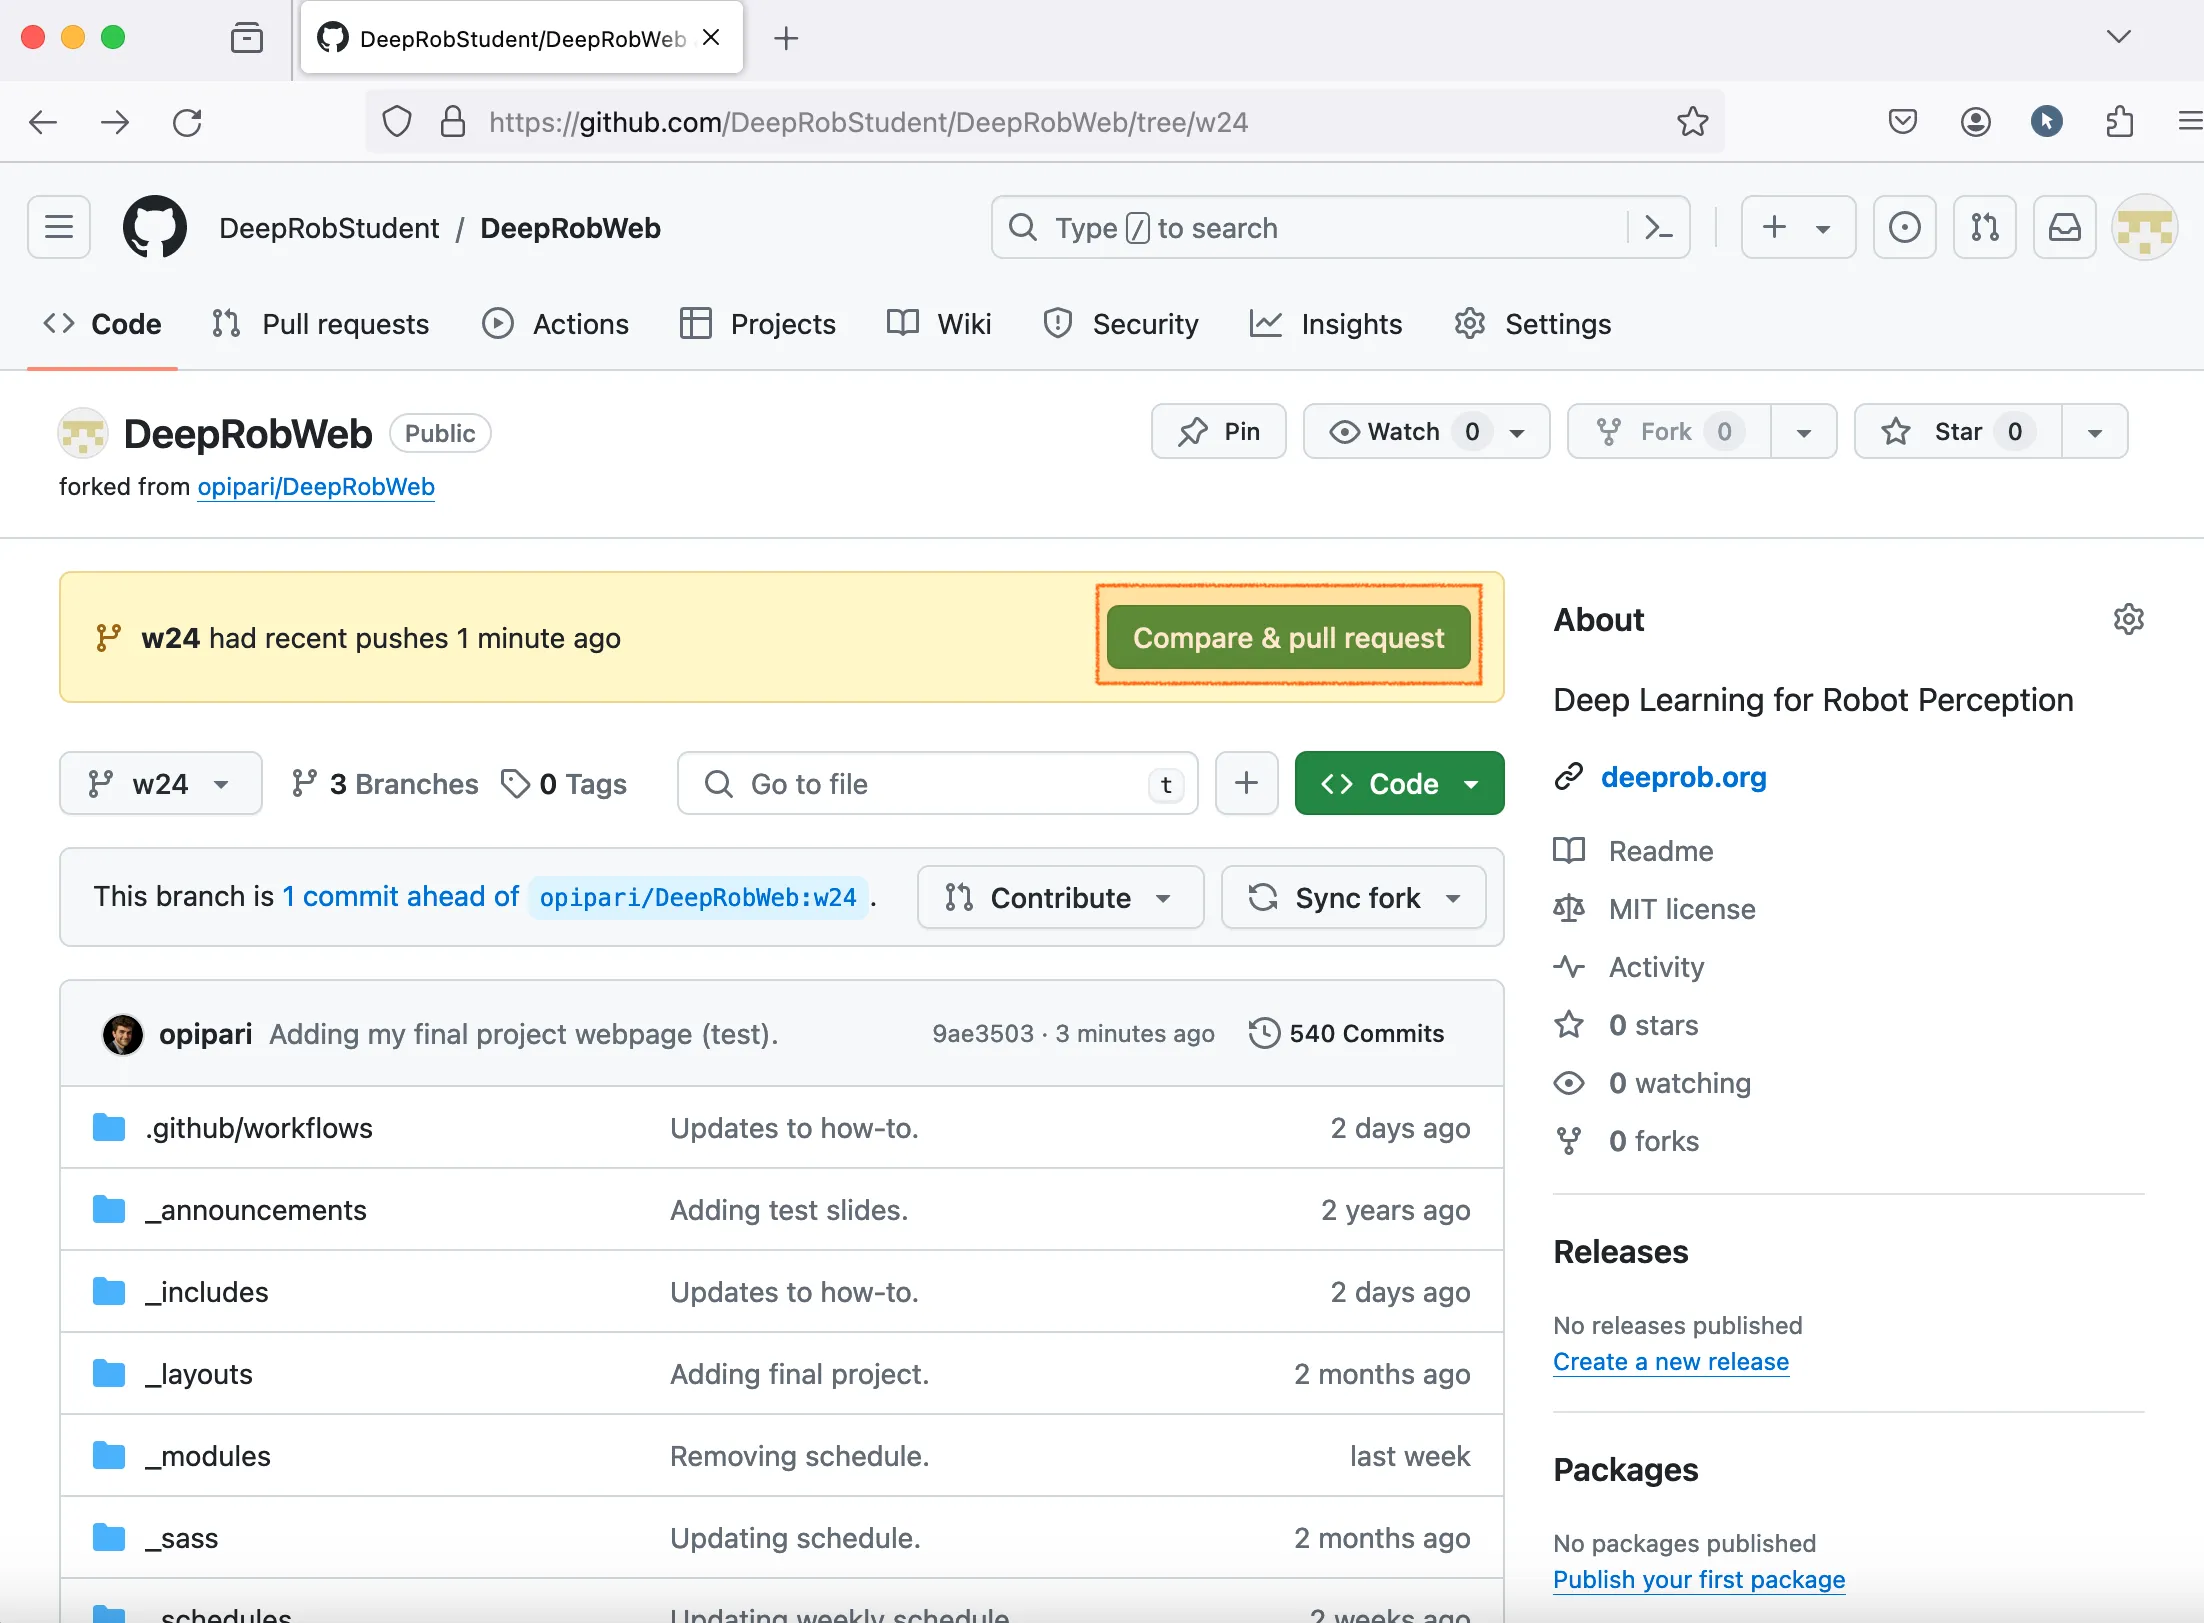 DeepRobStudent/DeepRobWeb
https://github.com/DeepRobStudent/DeepRobWeb/tree/w24
DeepRobStudent / DeepRobWeb
Type / to search
Code Pull requests Actions Projects Wiki Security Insights Settings
DeepRobWeb Public
Pin Watch 0 Fork 0 Star 0
forked from opipari/DeepRobWeb
w24 had recent pushes 1 minute ago
Compare & pull request
w24 3 Branches 0 Tags Go to file t + Code
This branch is 1 commit ahead of opipari/DeepRobWeb:w24 .
Contribute Sync fork
opipari Adding my final project webpage (test). 9ae3503 · 3 minutes ago 540 Commits
.github/workflows Updates to how-to. 2 days ago
_announcements Adding test slides. 2 years ago
_includes Updates to how-to. 2 days ago
_layouts Adding final project. 2 months ago
_modules Removing schedule. last week
_sass Updating schedule. 2 months ago
_schedules Updating weekly schedule 2 weeks ago
About
Deep Learning for Robot Perception
deeprob.org
Readme
MIT license
Activity
0 stars
0 watching
0 forks
Releases
No releases published
Create a new release
Packages
No packages published
Publish your first package